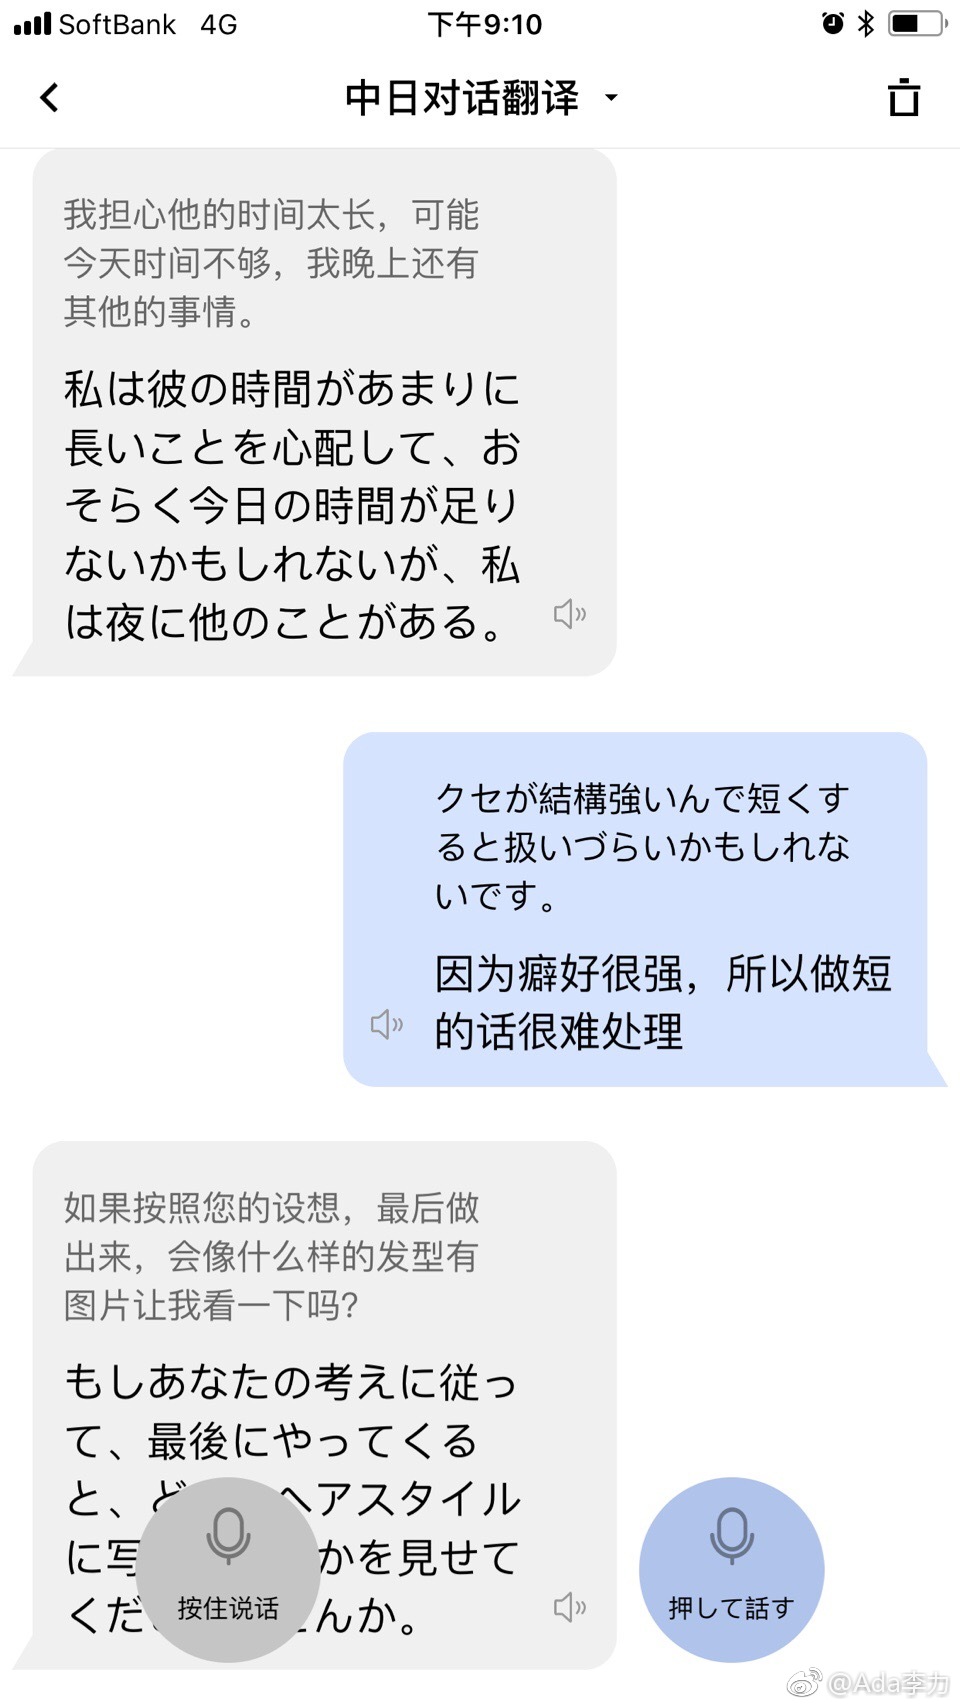 SoftBank 4G 下午9:10
中日对话翻译
我担心他的时间太长，可能
今天时间不够，我晚上还有
其他的事情。
私は彼の時間があまりに
長いことを心配して、お
そらく今日の時間が足り
ないかもしれないが、私
は夜に他のことがある。
クセが結構強いんで短くす
ると扱いづらいかもしれな
いです。
因为癖好很强，所以做短
的话很难处理
如果按照您的设想，最后做
出来，会像什么样的发型有
图片让我看一下吗？
もしあなたの考えに従っ
て、最後にやってくる
と、ど ヘアスタイル
に写 かを見せて
くだ んか。
按住说话
押して話す
@Ada李力